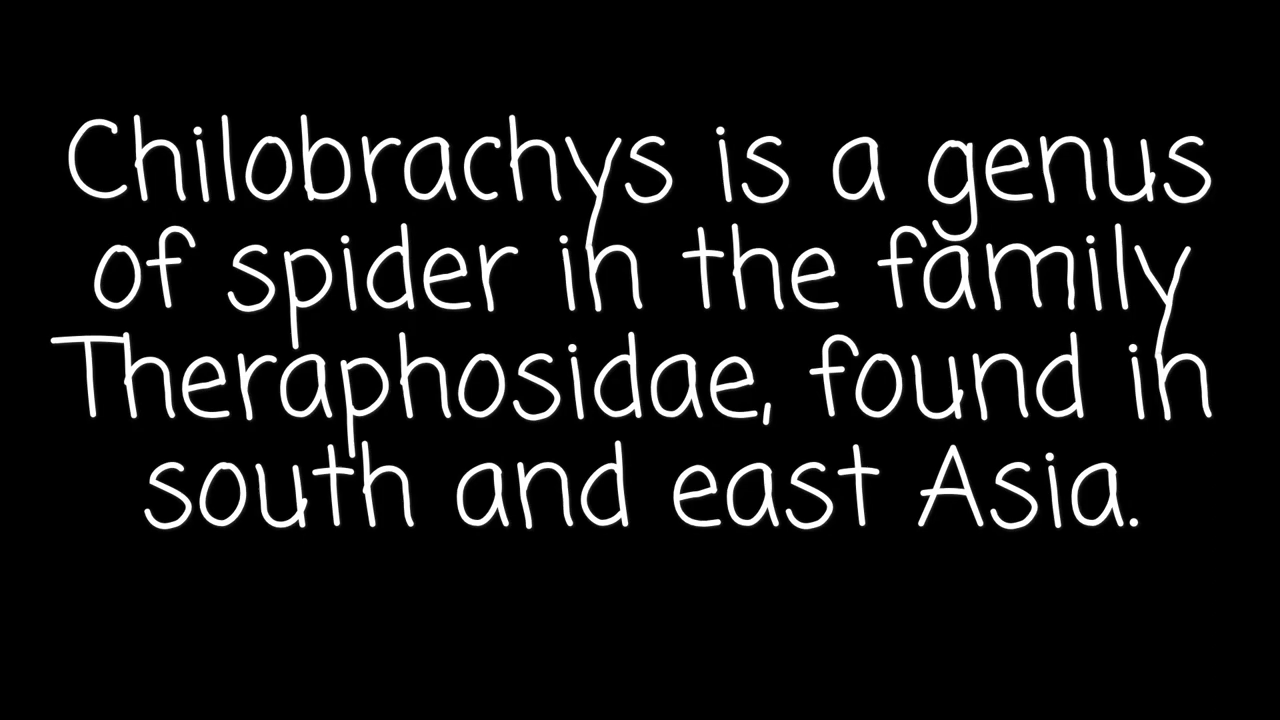 Chilobrachys is a genus
of spider in the family
Theraphosidae, found in
south and east Asia.